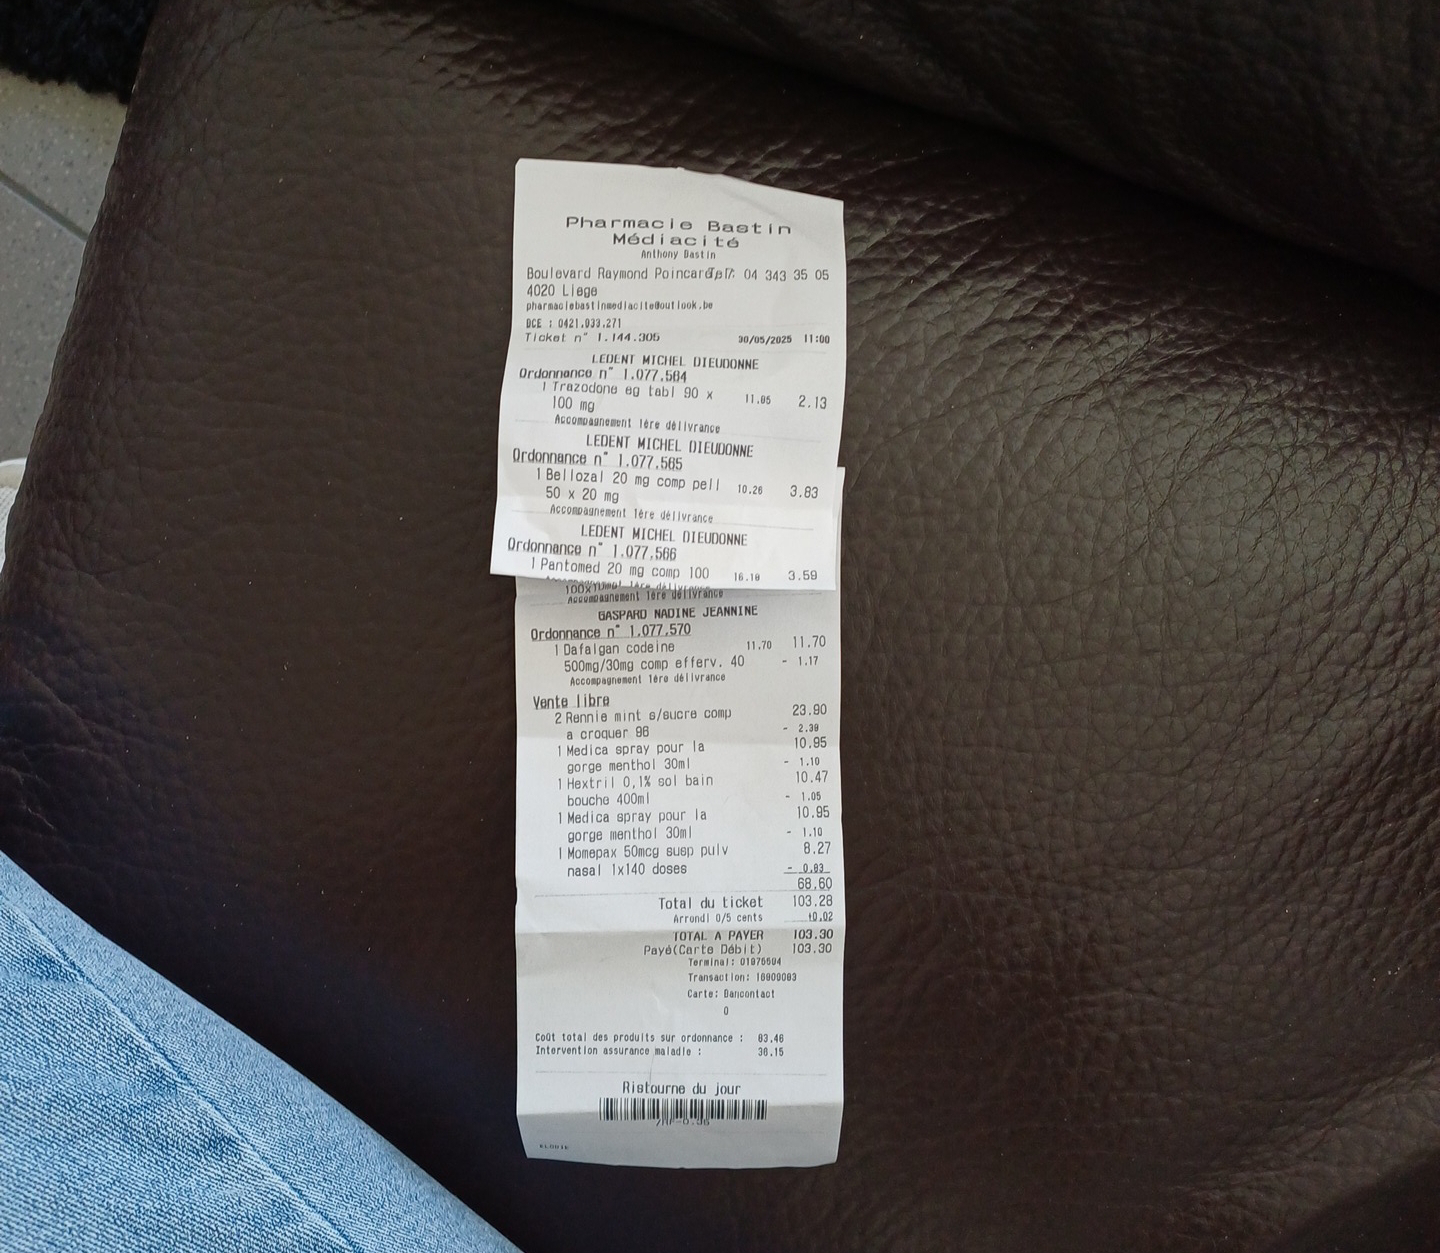 Pharmacie Bastin
Médiacité
Anthony Bastin
Boulevard Raymond Poincaré 04 343 35 05
4020 Liege
pharmaciebastinmediacite@outlook.be
BCE : 0421.033.271
Ticket n° 1.144.305 30/05/2025 11:00
LEDENT MICHEL DIEUDONNE
Ordonnance n° 1.077.564
1 Trazodone eg tabl 90 x 11.85 2.13
100 mg
Accompagnement 1ère délivrance
LEDENT MICHEL DIEUDONNE
Ordonnance n° 1.077.565
1 Bellozal 20 mg comp pell 10.26 3.83
50 x 20 mg
Accompagnement 1ère délivrance
LEDENT MICHEL DIEUDONNE
Ordonnance n° 1.077.566
1 Pantomed 20 mg comp 100 16.18 3.59
Accompagnement 1ère délivrance
GASPARD NADINE JEANNINE
Ordonnance n° 1.077.570
1 Dafalgan codeine 11.70 11.70
500mg/30mg comp efferv. 40 - 1.17
Accompagnement 1ère délivrance
Vente libre
2 Rennie mint s/sucre comp 23.90
a croquer 96 - 2.39
1 Medica spray pour la 10.95
gorge menthol 30ml - 1.10
1 Hextril 0,1% sol bain 10.47
bouche 400ml - 1.05
1 Medica spray pour la 10.95
gorge menthol 30ml - 1.10
1 Momepax 50mcg susp pulv 8.27
nasal 1x140 doses - 0.83
68.60
Total du ticket 103.28
Arrondi 0/5 cents +0.02
TOTAL A PAYER 103.30
Payé(Carte Débit) 103.30
Terminal:
Transaction:
Carte: Bancontact
0
Coût total des produits sur ordonnance : 83.46
Intervention assurance maladie : 36.15
Ristourne du jour
ELODIE